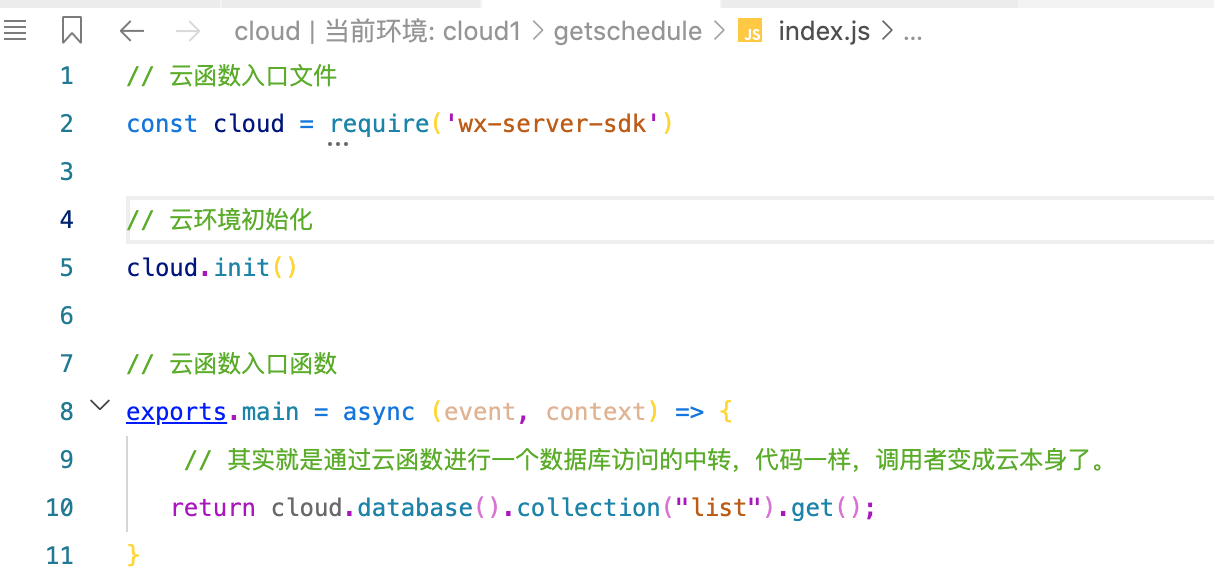 cloud | 当前环境: cloud1 > getschedule > JS index.js > ...
1 // 云函数入口文件
2 const cloud = require('wx-server-sdk')
3
4 // 云环境初始化
5 cloud.init()
6
7 // 云函数入口函数
8 exports.main = async (event, context) => {
9 // 其实就是通过云函数进行一个数据库访问的中转，代码一样，调用者变成云本身了。
10 return cloud.database().collection("list").get();
11 }